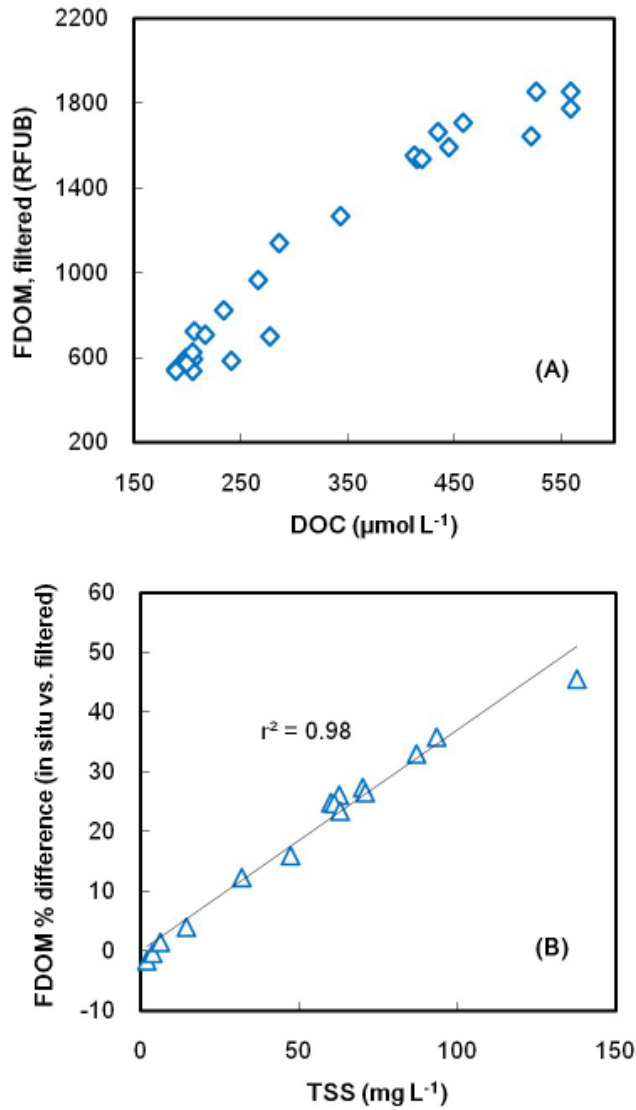 2200
1800
1400
1000
600
200
FDOM, filtered (RFUB)
(A)
150 250 350 450 550
DOC (µmol L⁻¹)
60
50
40
30
20
10
0
-10
FDOM % difference (in situ vs. filtered)
r² = 0.98
(B)
0 50 100 150
TSS (mg L⁻¹)